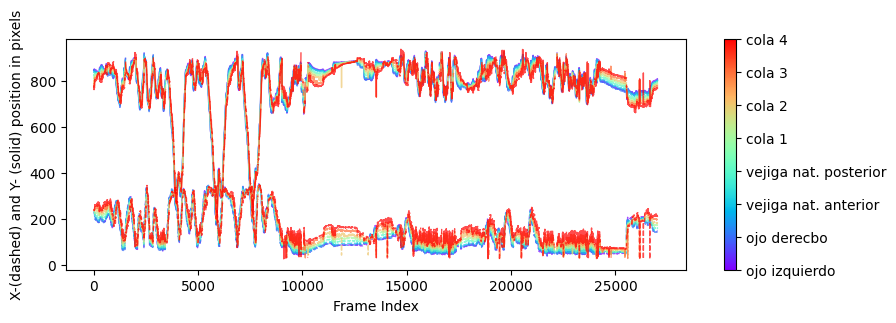 X-(dashed) and Y- (solid) position in pixels
800
600
400
200
0
0
5000
10000
15000
20000
25000
Frame Index
cola 4
cola 3
cola 2
cola 1
vejiga nat. posterior
vejiga nat. anterior
ojo derecbo
ojo izquierdo